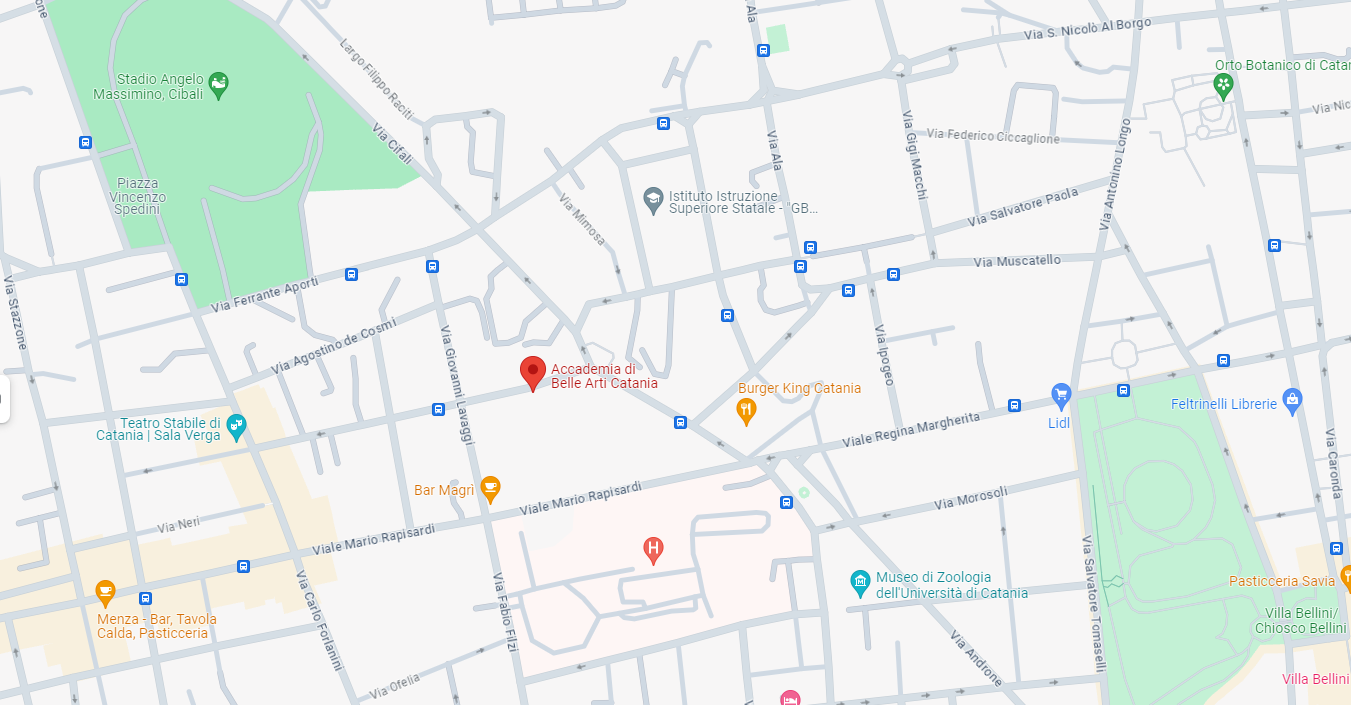 Via S. Nicolò Al Borgo
Ala
zone
Largo Filippo Raciti
Orto Botanico di Catar
Stadio Angelo
Massimino, Cibali
Via Nic
Via Cifali
Via Ala
Via Gigi Macchi
Via Federico Ciccaglione
Via Antonino Longo
Piazza
Vincenzo
Spedini
Istituto Istruzione
Superiore Statale - "GB...
Via Mimosa
Via Salvatore Paola
Via Muscatello
Via Stazzone
Via Ferrante Aporti
Via Agostino de Cosmi
Via Giovanni Lavaggi
Via Ipogeo
Accademia di
Belle Arti Catania
Burger King Catania
Feltrinelli Librerie
Lidl
Teatro Stabile di
Catania | Sala Verga
Viale Regina Margherita
Via Caronda
Bar Magrì
Viale Mario Rapisardi
Via Morosoli
Via Neri
Viale Mario Rapisardi
H
Via Salvatore Tomaselli
Museo di Zoologia
dell'Università di Catania
Pasticceria Savia
Via Fabio Filzi
Via Carlo Forlanini
Menza - Bar, Tavola
Calda, Pasticceria
Villa Bellini/
Chiosco Bellini
Via Androne
Via Ofelia
Villa Bellini